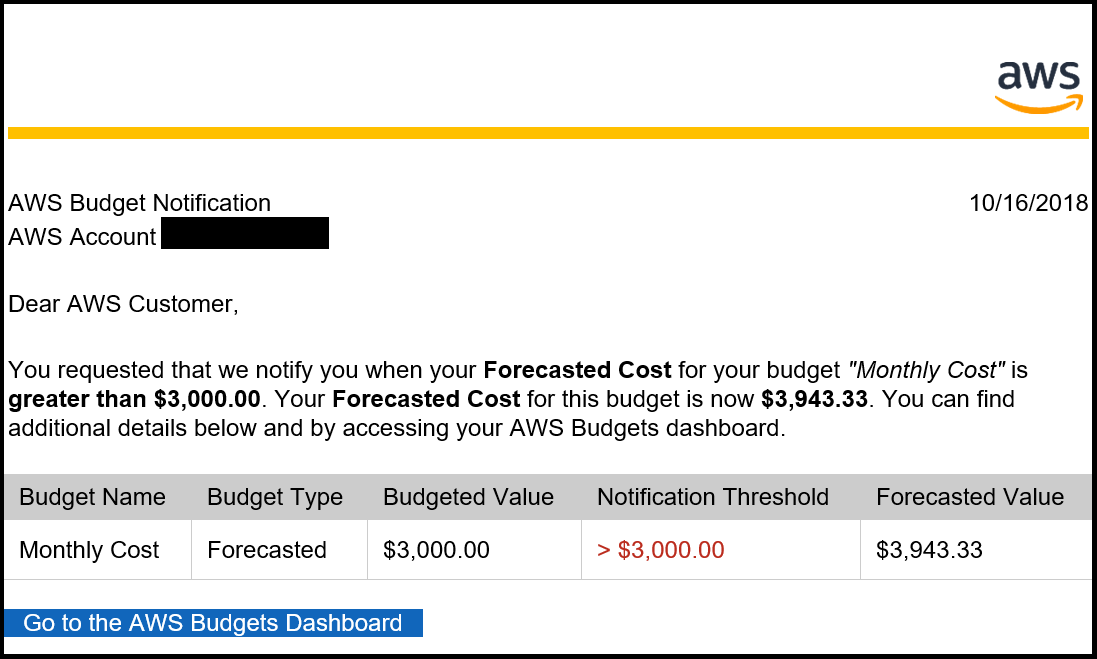 aws
AWS Budget Notification 10/16/2018
AWS Account
Dear AWS Customer,
You requested that we notify you when your Forecasted Cost for your budget "Monthly Cost" is
greater than $3,000.00. Your Forecasted Cost for this budget is now $3,943.33. You can find
additional details below and by accessing your AWS Budgets dashboard.
Budget Name Budget Type Budgeted Value Notification Threshold Forecasted Value
Monthly Cost Forecasted $3,000.00 > $3,000.00 $3,943.33
Go to the AWS Budgets Dashboard